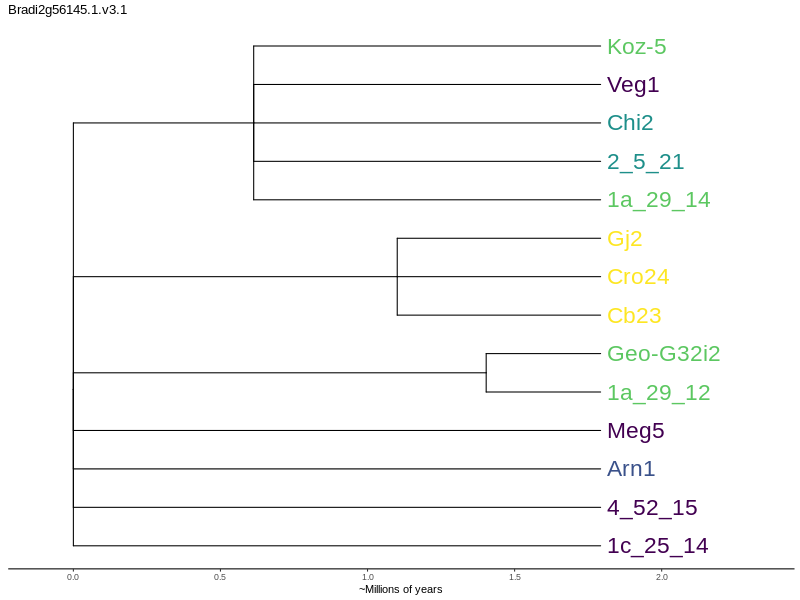 Bradi2g56145.1.v3.1
Koz-5
Veg1
Chi2
2_5_21
1a_29_14
Gj2
Cro24
Cb23
Geo-G32i2
1a_29_12
Meg5
Arn1
4_52_15
1c_25_14
0.0 0.5 1.0 1.5 2.0
~Millions of years